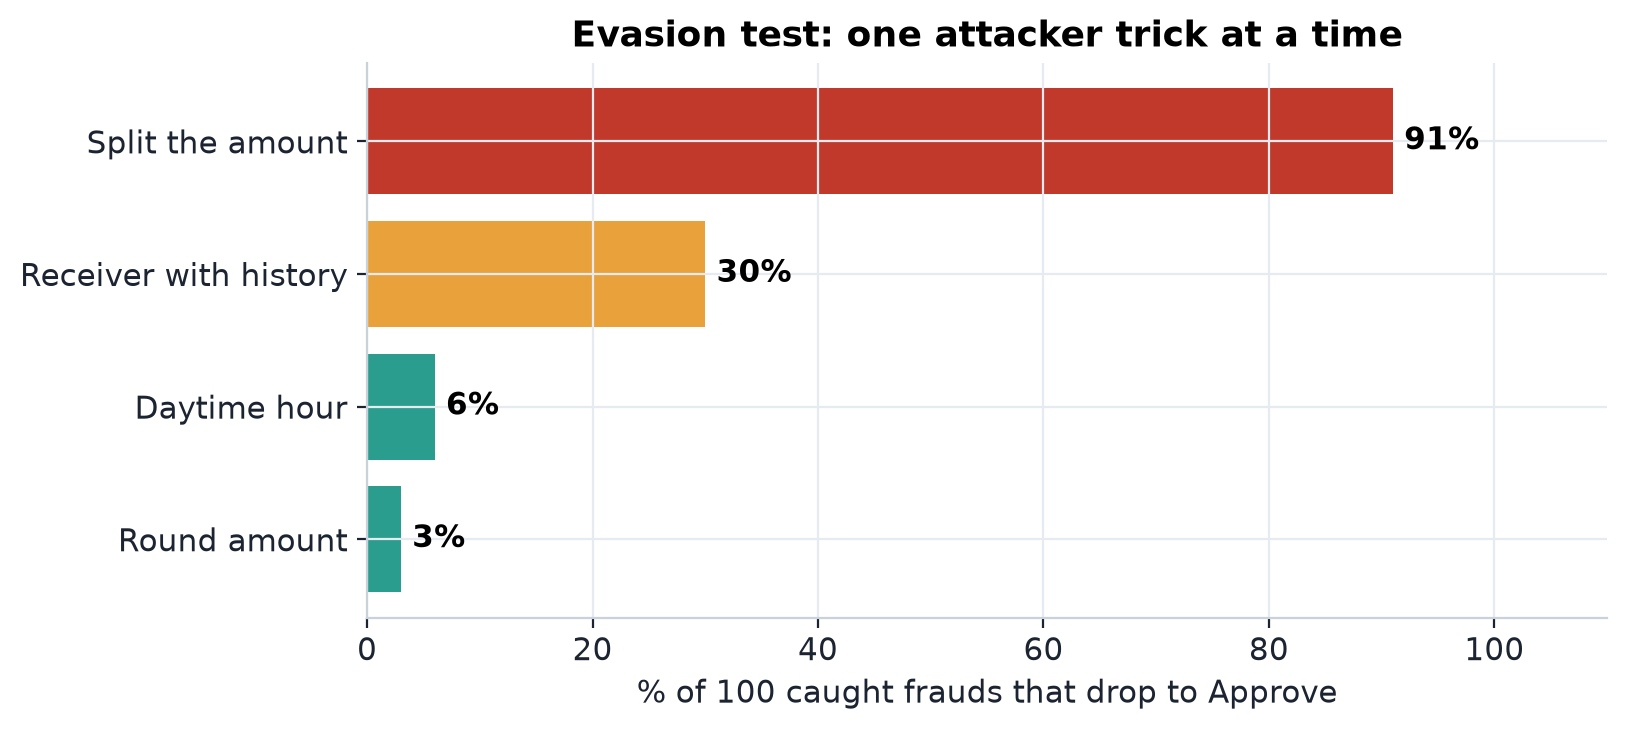 Evasion test: one attacker trick at a time
Split the amount
91%
Receiver with history
30%
Daytime hour
6%
Round amount
3%
0 20 40 60 80 100
% of 100 caught frauds that drop to Approve